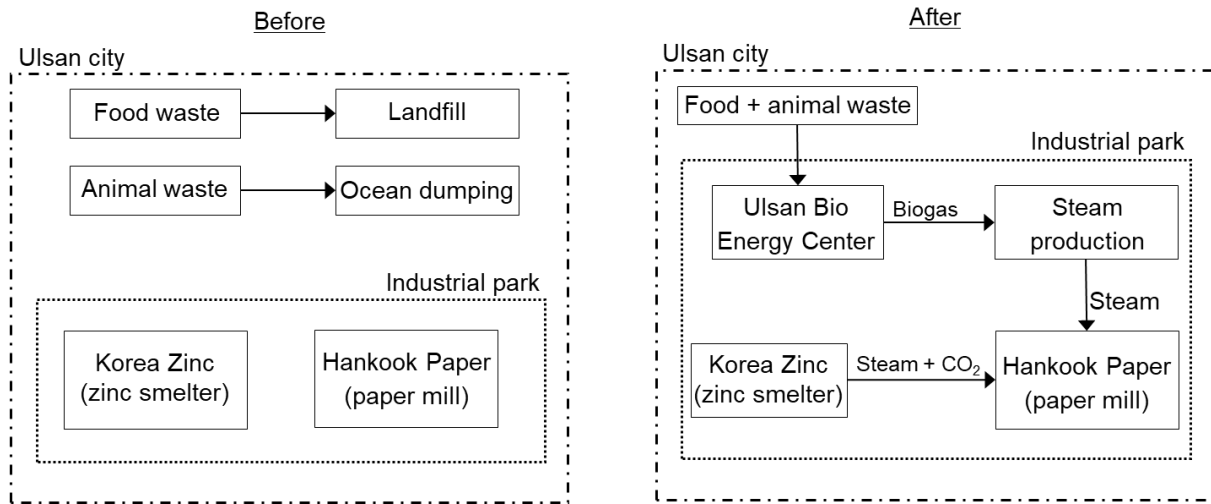 Before
Ulsan city
Food waste
Landfill
Animal waste
Ocean dumping
Industrial park
Korea Zinc
(zinc smelter)
Hankook Paper
(paper mill)
After
Ulsan city
Food + animal waste
Industrial park
Ulsan Bio
Energy Center
Biogas
Steam
production
Steam
Korea Zinc
(zinc smelter)
Steam + CO₂
Hankook Paper
(paper mill)